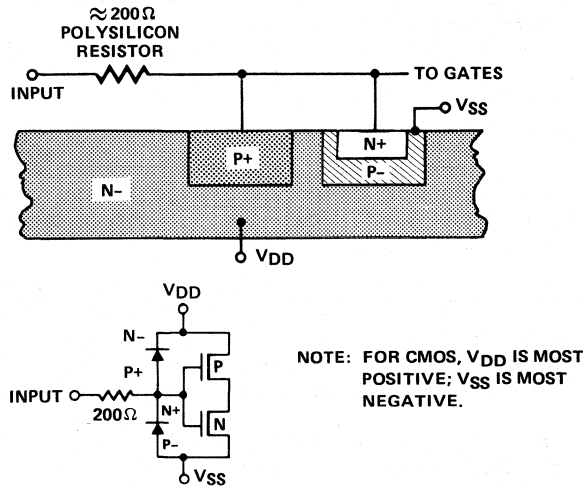 ≈200Ω
POLYSILICON
RESISTOR
INPUT
TO GATES
VSS
N+
P+
P-
N-
VDD
VDD
N-
P
P+
INPUT
N+
200Ω
N
P-
VSS
NOTE: FOR CMOS, VDD IS MOST
POSITIVE; VSS IS MOST
NEGATIVE.